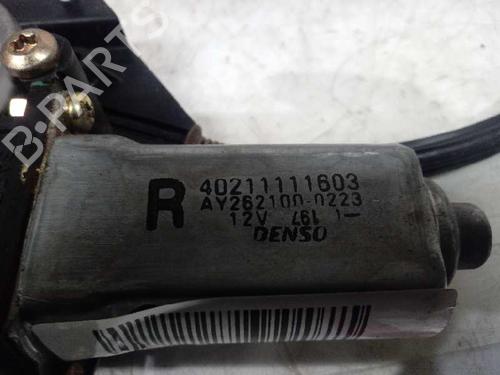 B-PARTS
R 40211111603
AY262100-0223
12V
DENSO